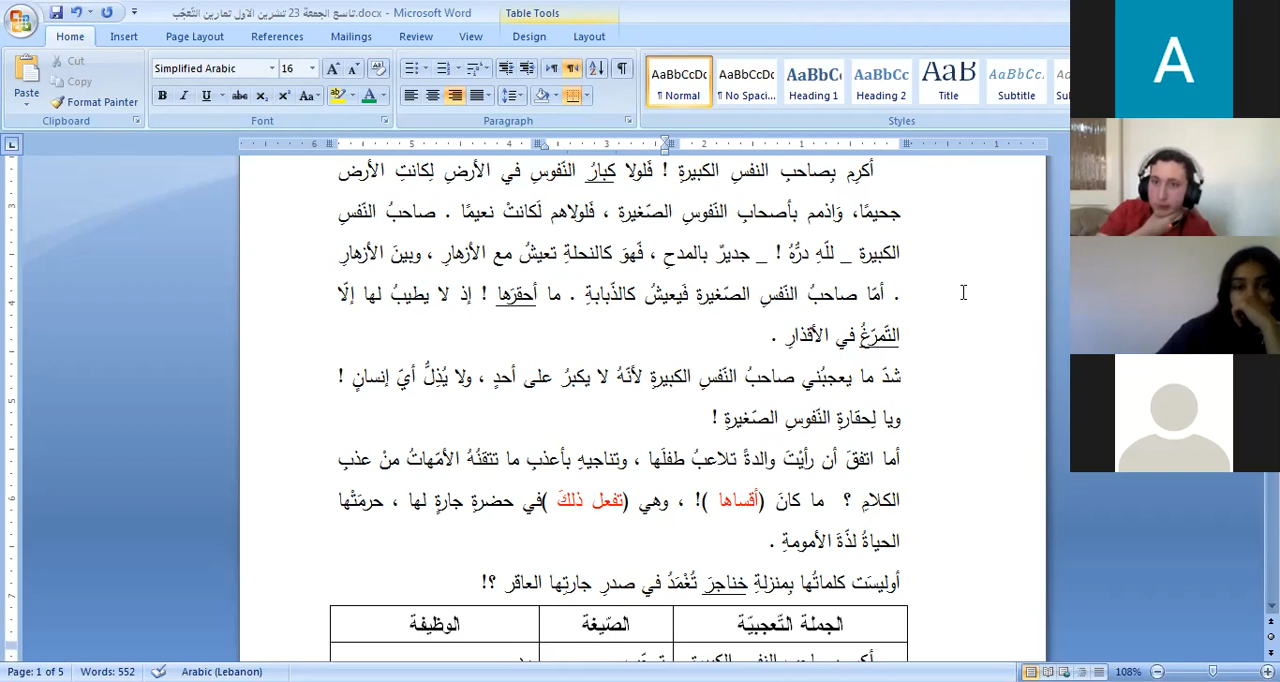 تاسع الجمعة 23 تشرين الاول تمارين التّعجّب.docx - Microsoft Word
Table Tools
Home Insert Page Layout References Mailings Review View Design Layout
Paste
Cut
Copy
Format Painter
Clipboard
Simplified Arabic 16
Font
Paragraph
AaBbCcDc AaBbCcDc AaBbC AaBbCc AaB AaBbCc
¶ Normal ¶ No Spaci... Heading 1 Heading 2 Title Subtitle
Styles
أكرِم بِصاحبِ النفسِ الكبيرةِ ! فَلولا كبارُ النّفوسِ في الأرضِ لكانتِ الأرض
جحيمًا، وَاذمم بأصحابِ النّفوسِ الصّغيرة ، فَلولاهم لَكانتْ نعيمًا . صاحبُ النّفسِ
الكبيرة _ للّهِ درُّهُ ! _ جديرٌ بالمدحِ ، فَهوَ كالنحلةِ تعيشُ مع الأزهارِ ، وبينَ الأزهارِ
. أمّا صاحبُ النّفسِ الصّغيرة فَيعيشُ كالذّبابةِ . ما أحقرَها ! إذ لا يطيبُ لها إلّا
التّمرّغُ في الأقذارِ .
شدّ ما يعجبُني صاحبُ النّفسِ الكبيرةِ لأنّهُ لا يكبرُ على أحدٍ ، ولا يُذِلُّ أيّ إنسانٍ !
ويا لِحقارةِ النّفوسِ الصّغيرةِ !
أما اتفقَ أن رأيْتَ والدةً تلاعبُ طفلَها ، وتناجيهِ بأعذبِ ما تتقنُهُ الأمّهاتُ منْ عذبِ
الكلامِ ؟ ما كانَ (أقساها )! ، وهي (تفعل ذلكَ )في حضرةِ جارةٍ لها ، حرمَتْها
الحياةُ لذّةَ الأمومةِ .
أوليسَت كلماتُها بِمنزلةِ خناجرَ تُغْمَدُ في صدرِ جارتِها العاقر ؟!
الجملة التّعجبيّة الصّيغة الوظيفة
Page: 1 of 5 Words: 552 Arabic (Lebanon) 108%
A